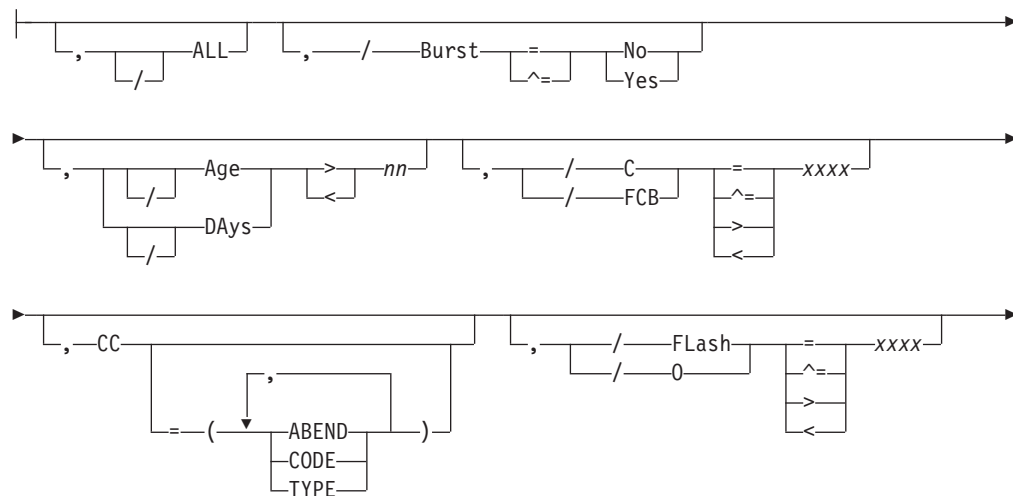 , / ALL , / Burst = ^= No Yes
, / Age / DAys > < nn , / C / FCB = ^= > < xxxx
, CC = ( , ABEND CODE TYPE ) , / FLash / O = ^= > < xxxx